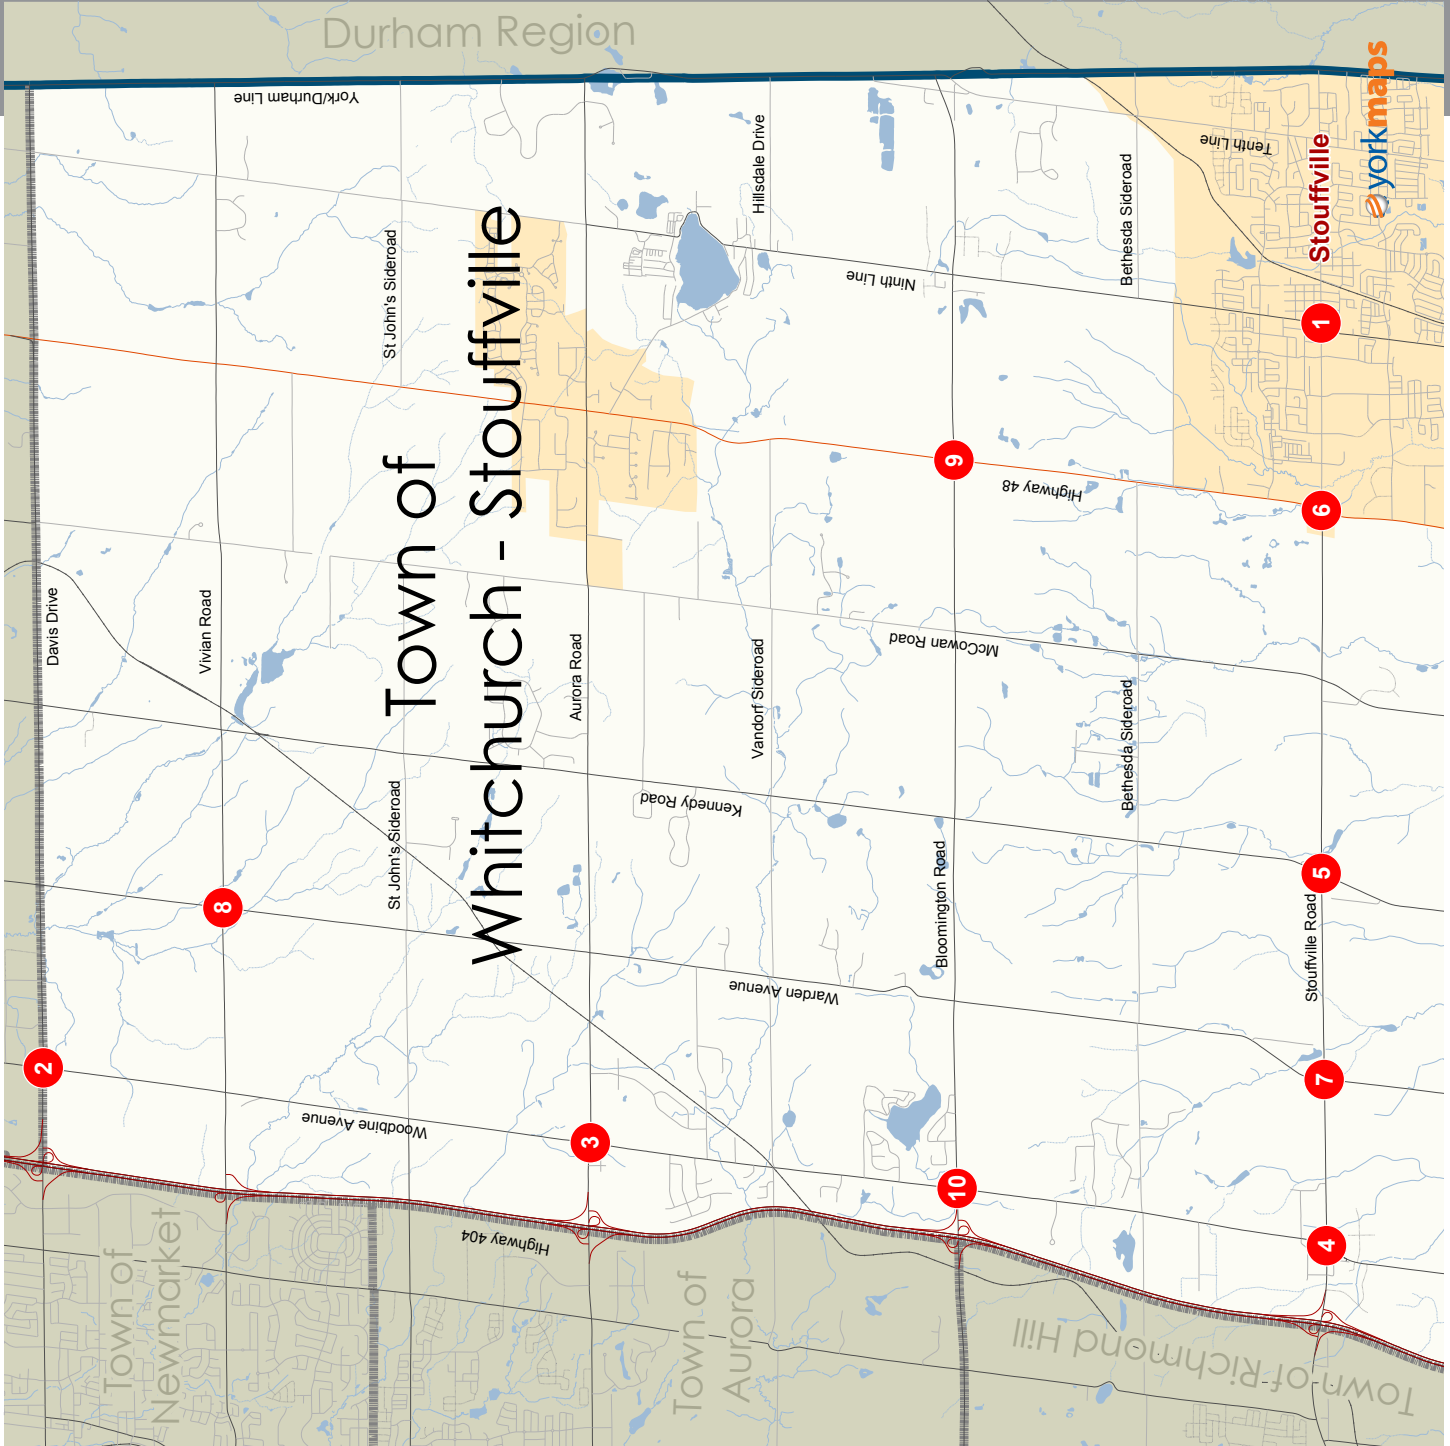 Durham Region
York/Durham Line
yorkmaps
Tenth Line
Hillsdale Drive
Stouffville
Bethesda Sideroad
St John's Sideroad
Ninth Line
1
Town of
Whitchurch - Stouffville
9
Highway 48
6
Davis Drive
Vivian Road
Aurora Road
McCowan Road
Vandorf Sideroad
Bethesda Sideroad
Kennedy Road
St John's Sideroad
8
5
Bloomington Road
Stouffville Road
Warden Avenue
2
7
Woodbine Avenue
3
10
Highway 404
4
Town of
Newmarket
Town of
Aurora
Town of Richmond Hill